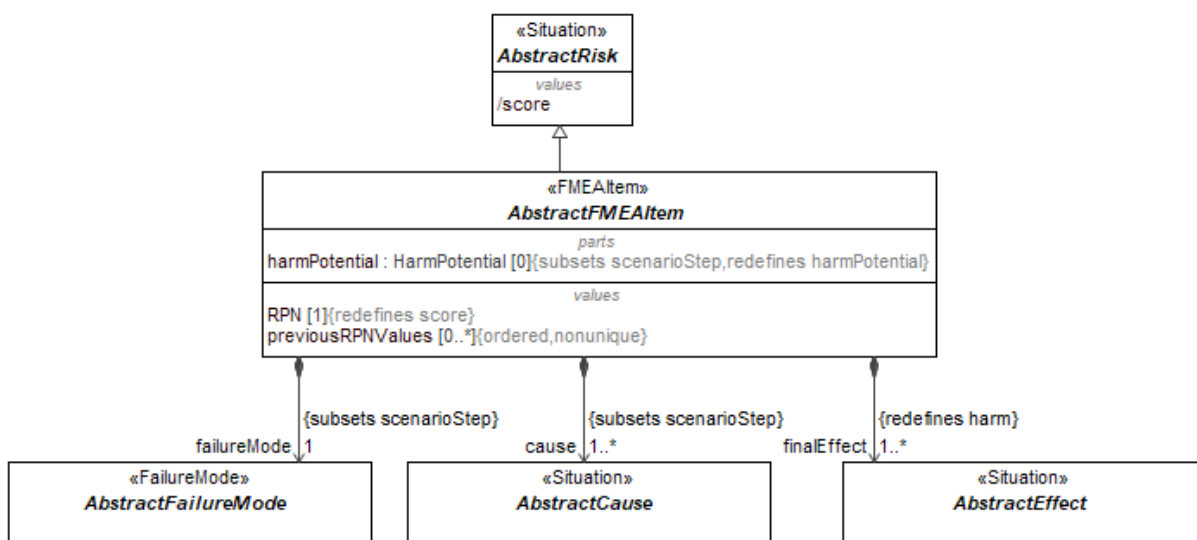 «Situation»
AbstractRisk
values
/score
«FMEAItem»
AbstractFMEAItem
parts
harmPotential : HarmPotential [0]{subsets scenarioStep,redefines harmPotential}
values
RPN [1]{redefines score}
previousRPNValues [0..*]{ordered,nonunique}
{subsets scenarioStep} {subsets scenarioStep} {redefines harm}
failureMode 1 cause 1..* finalEffect 1..*
«FailureMode» «Situation» «Situation»
AbstractFailureMode AbstractCause AbstractEffect